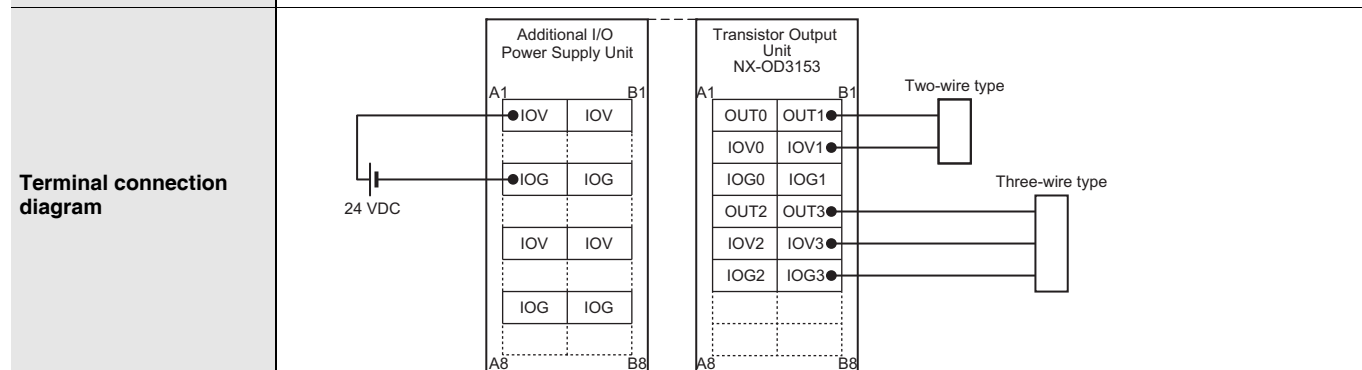 Terminal connection
diagram
24 VDC
Additional I/O
Power Supply Unit
A1 B1
IOV IOV
IOG IOG
IOV IOV
IOG IOG
A8 B8
Transistor Output
Unit
NX-OD3153
A1 B1
OUT0 OUT1
IOV0 IOV1
IOG0 IOG1
OUT2 OUT3
IOV2 IOV3
IOG2 IOG3
A8 B8
Two-wire type
Three-wire type